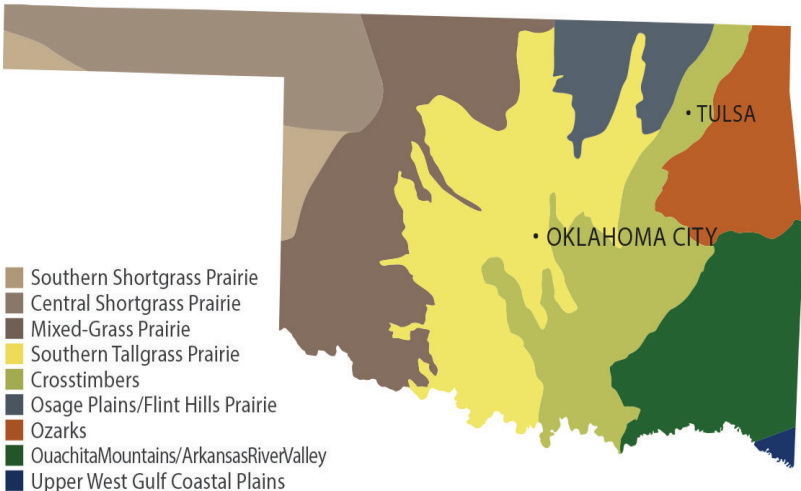 TULSA
OKLAHOMA CITY
Southern Shortgrass Prairie
Central Shortgrass Prairie
Mixed-Grass Prairie
Southern Tallgrass Prairie
Crosstimbers
Osage Plains/Flint Hills Prairie
Ozarks
OuachitaMountains/ArkansasRiverValley
Upper West Gulf Coastal Plains